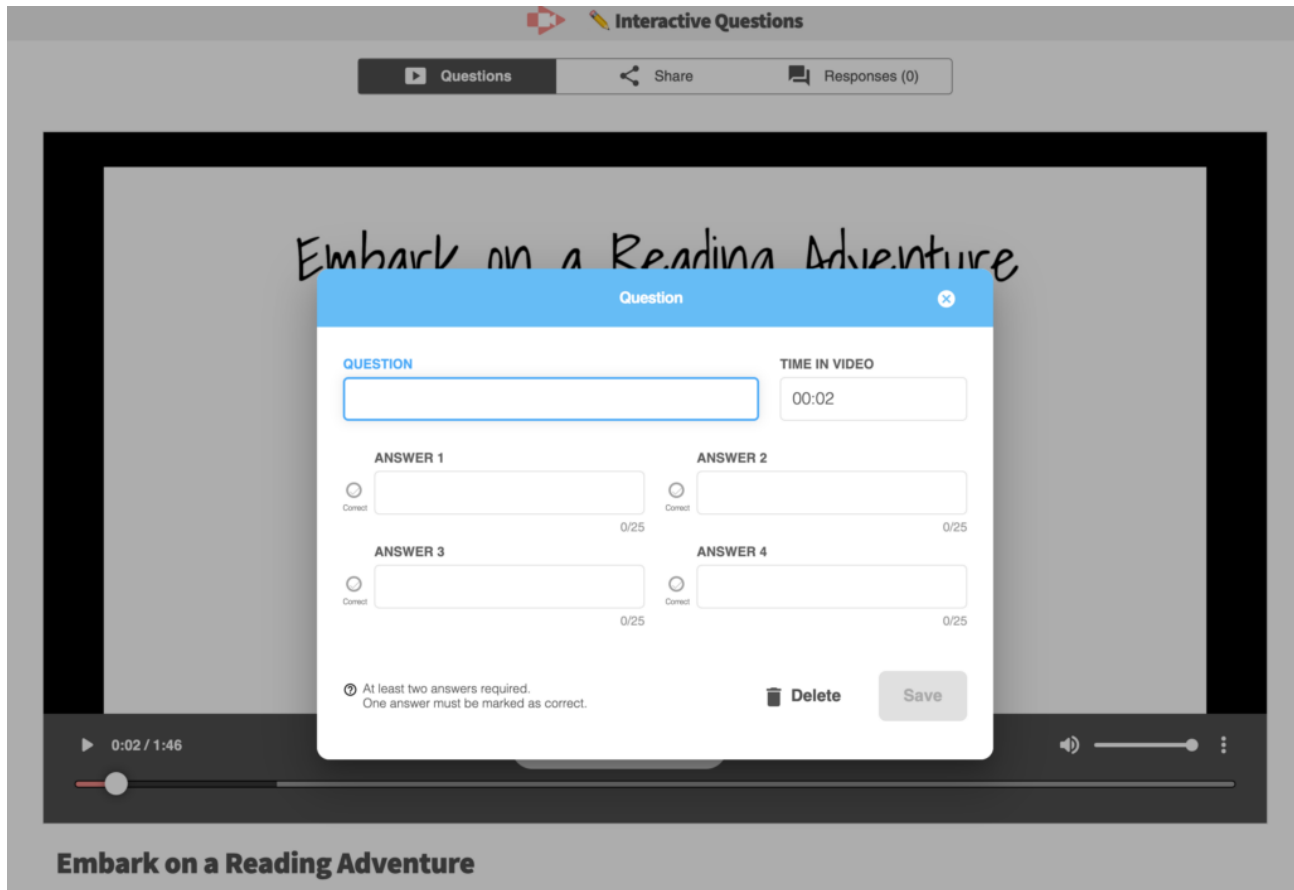 Interactive Questions
Questions
Share
Responses (0)
Embark on a Reading Adventure
Question
QUESTION
TIME IN VIDEO
00:02
ANSWER 1
ANSWER 2
Correct
Correct
0/25
0/25
ANSWER 3
ANSWER 4
Correct
Correct
0/25
0/25
At least two answers required.
One answer must be marked as correct.
Delete
Save
0:02 / 1:46
Embark on a Reading Adventure